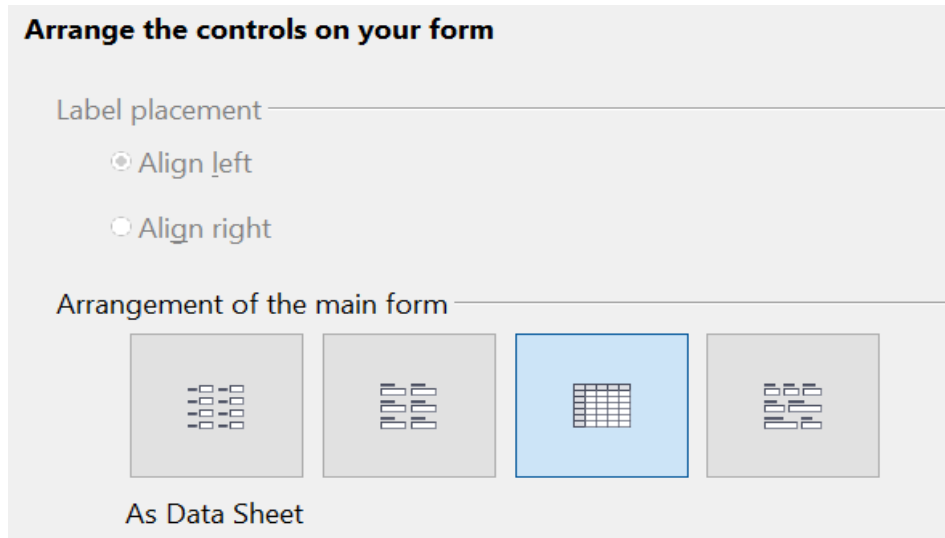 Arrange the controls on your form
Label placement
Align left
Align right
Arrangement of the main form
As Data Sheet